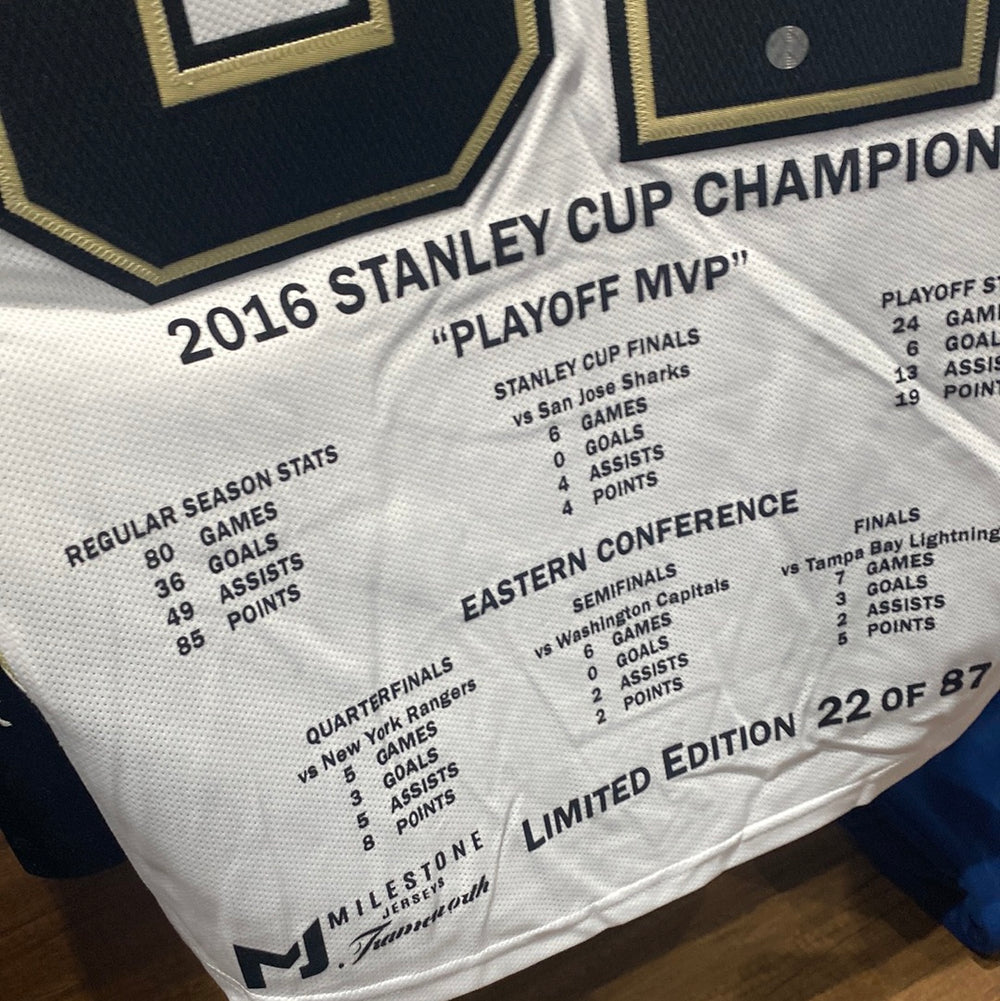 2016 STANLEY CUP CHAMPION
"PLAYOFF MVP"
STANLEY CUP FINALS
vs San Jose Sharks
6 GAMES
0 GOALS
4 ASSISTS
4 POINTS
PLAYOFF ST
24 GAM
6 GOAL
13 ASSIS
19 POINT
REGULAR SEASON STATS
80 GAMES
36 GOALS
49 ASSISTS
85 POINTS
EASTERN CONFERENCE
QUARTERFINALS
vs New York Rangers
5 GAMES
3 GOALS
5 ASSISTS
8 POINTS
SEMIFINALS
vs Washington Capitals
6 GAMES
0 GOALS
2 ASSISTS
2 POINTS
FINALS
vs Tampa Bay Lightning
7 GAMES
3 GOALS
2 ASSISTS
5 POINTS
LIMITED EDITION 22 OF 87
MJ MILESTONE
JERSEYS
Frameworth